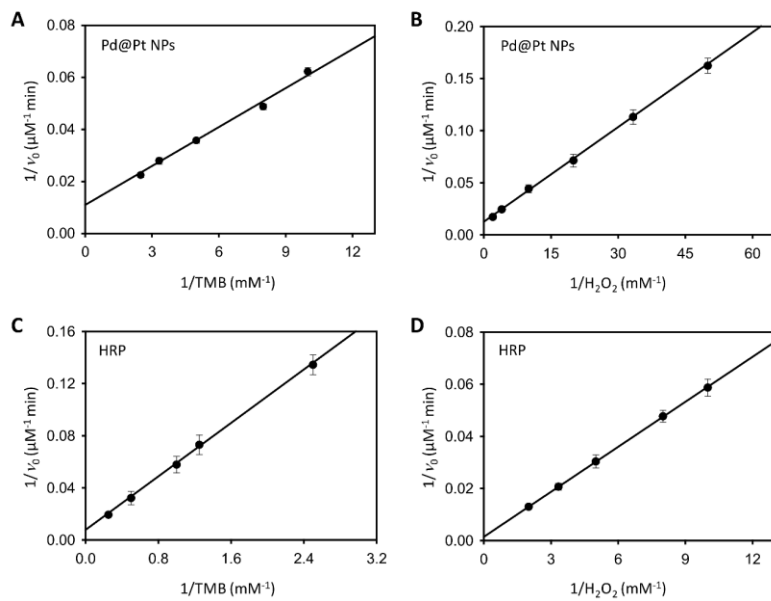 A
Pd@Pt NPs
0.08
0.06
0.04
0.02
0.00
1/ν₀ (μM⁻¹ min)
0 3 6 9 12
1/TMB (mM⁻¹)
B
Pd@Pt NPs
0.20
0.15
0.10
0.05
0.00
1/ν₀ (μM⁻¹ min)
0 15 30 45 60
1/H₂O₂ (mM⁻¹)
C
HRP
0.16
0.12
0.08
0.04
0.00
1/ν₀ (μM⁻¹ min)
0.0 0.8 1.6 2.4 3.2
1/TMB (mM⁻¹)
D
HRP
0.08
0.06
0.04
0.02
0.00
1/ν₀ (μM⁻¹ min)
0 3 6 9 12
1/H₂O₂ (mM⁻¹)